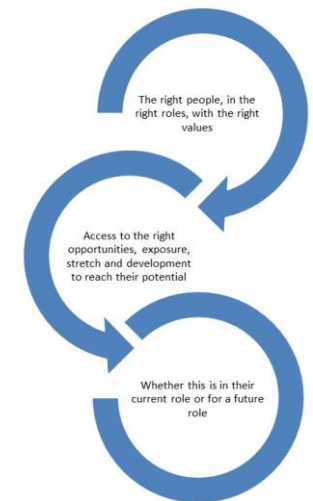 The right people, in the
right roles, with the right
values
Access to the right
opportunities, exposure,
stretch and development
to reach their potential
Whether this is in their
current role or for a future
role